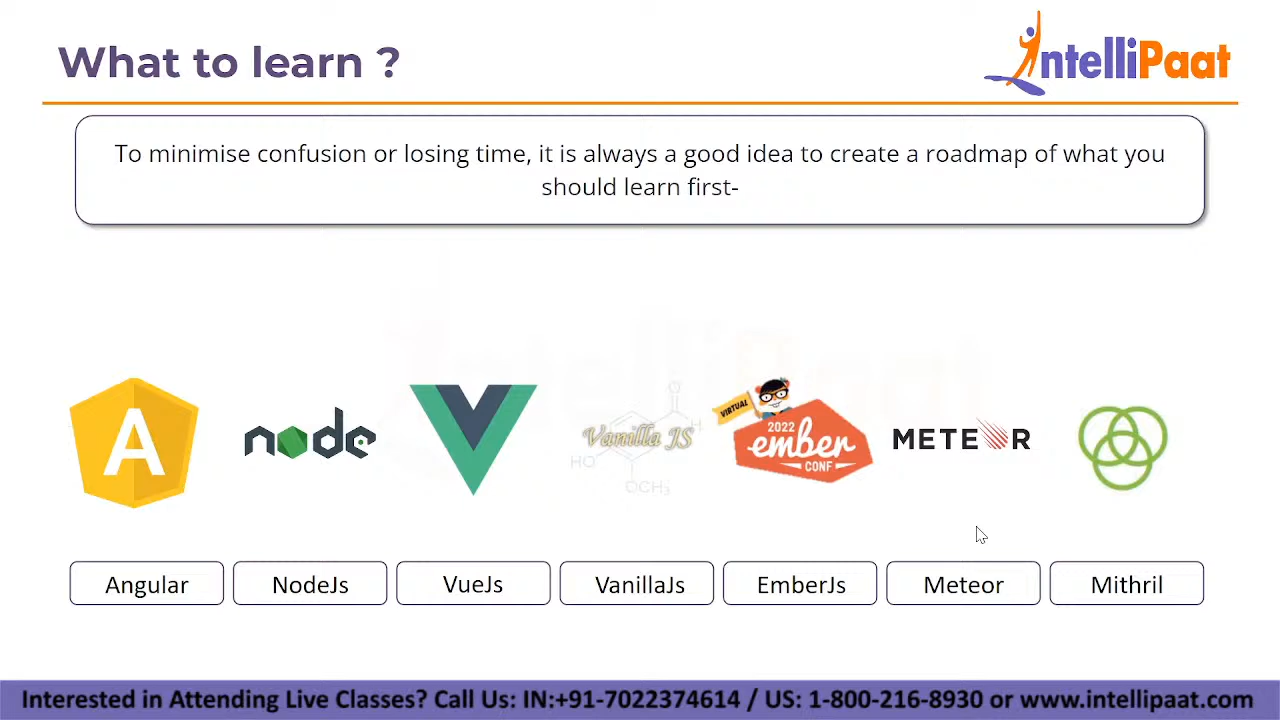 What to learn ?
IntelliPaat
To minimise confusion or losing time, it is always a good idea to create a roadmap of what you
should learn first-
IntelliPaat
A
node
Vanilla JS
HO
OCH₃
H
VIRTUAL
2022
ember
CONF
METEOR
Angular
NodeJs
VueJs
VanillaJs
EmberJs
Meteor
Mithril
Interested in Attending Live Classes? Call Us: IN:+91-7022374614 / US: 1-800-216-8930 or www.intellipaat.com